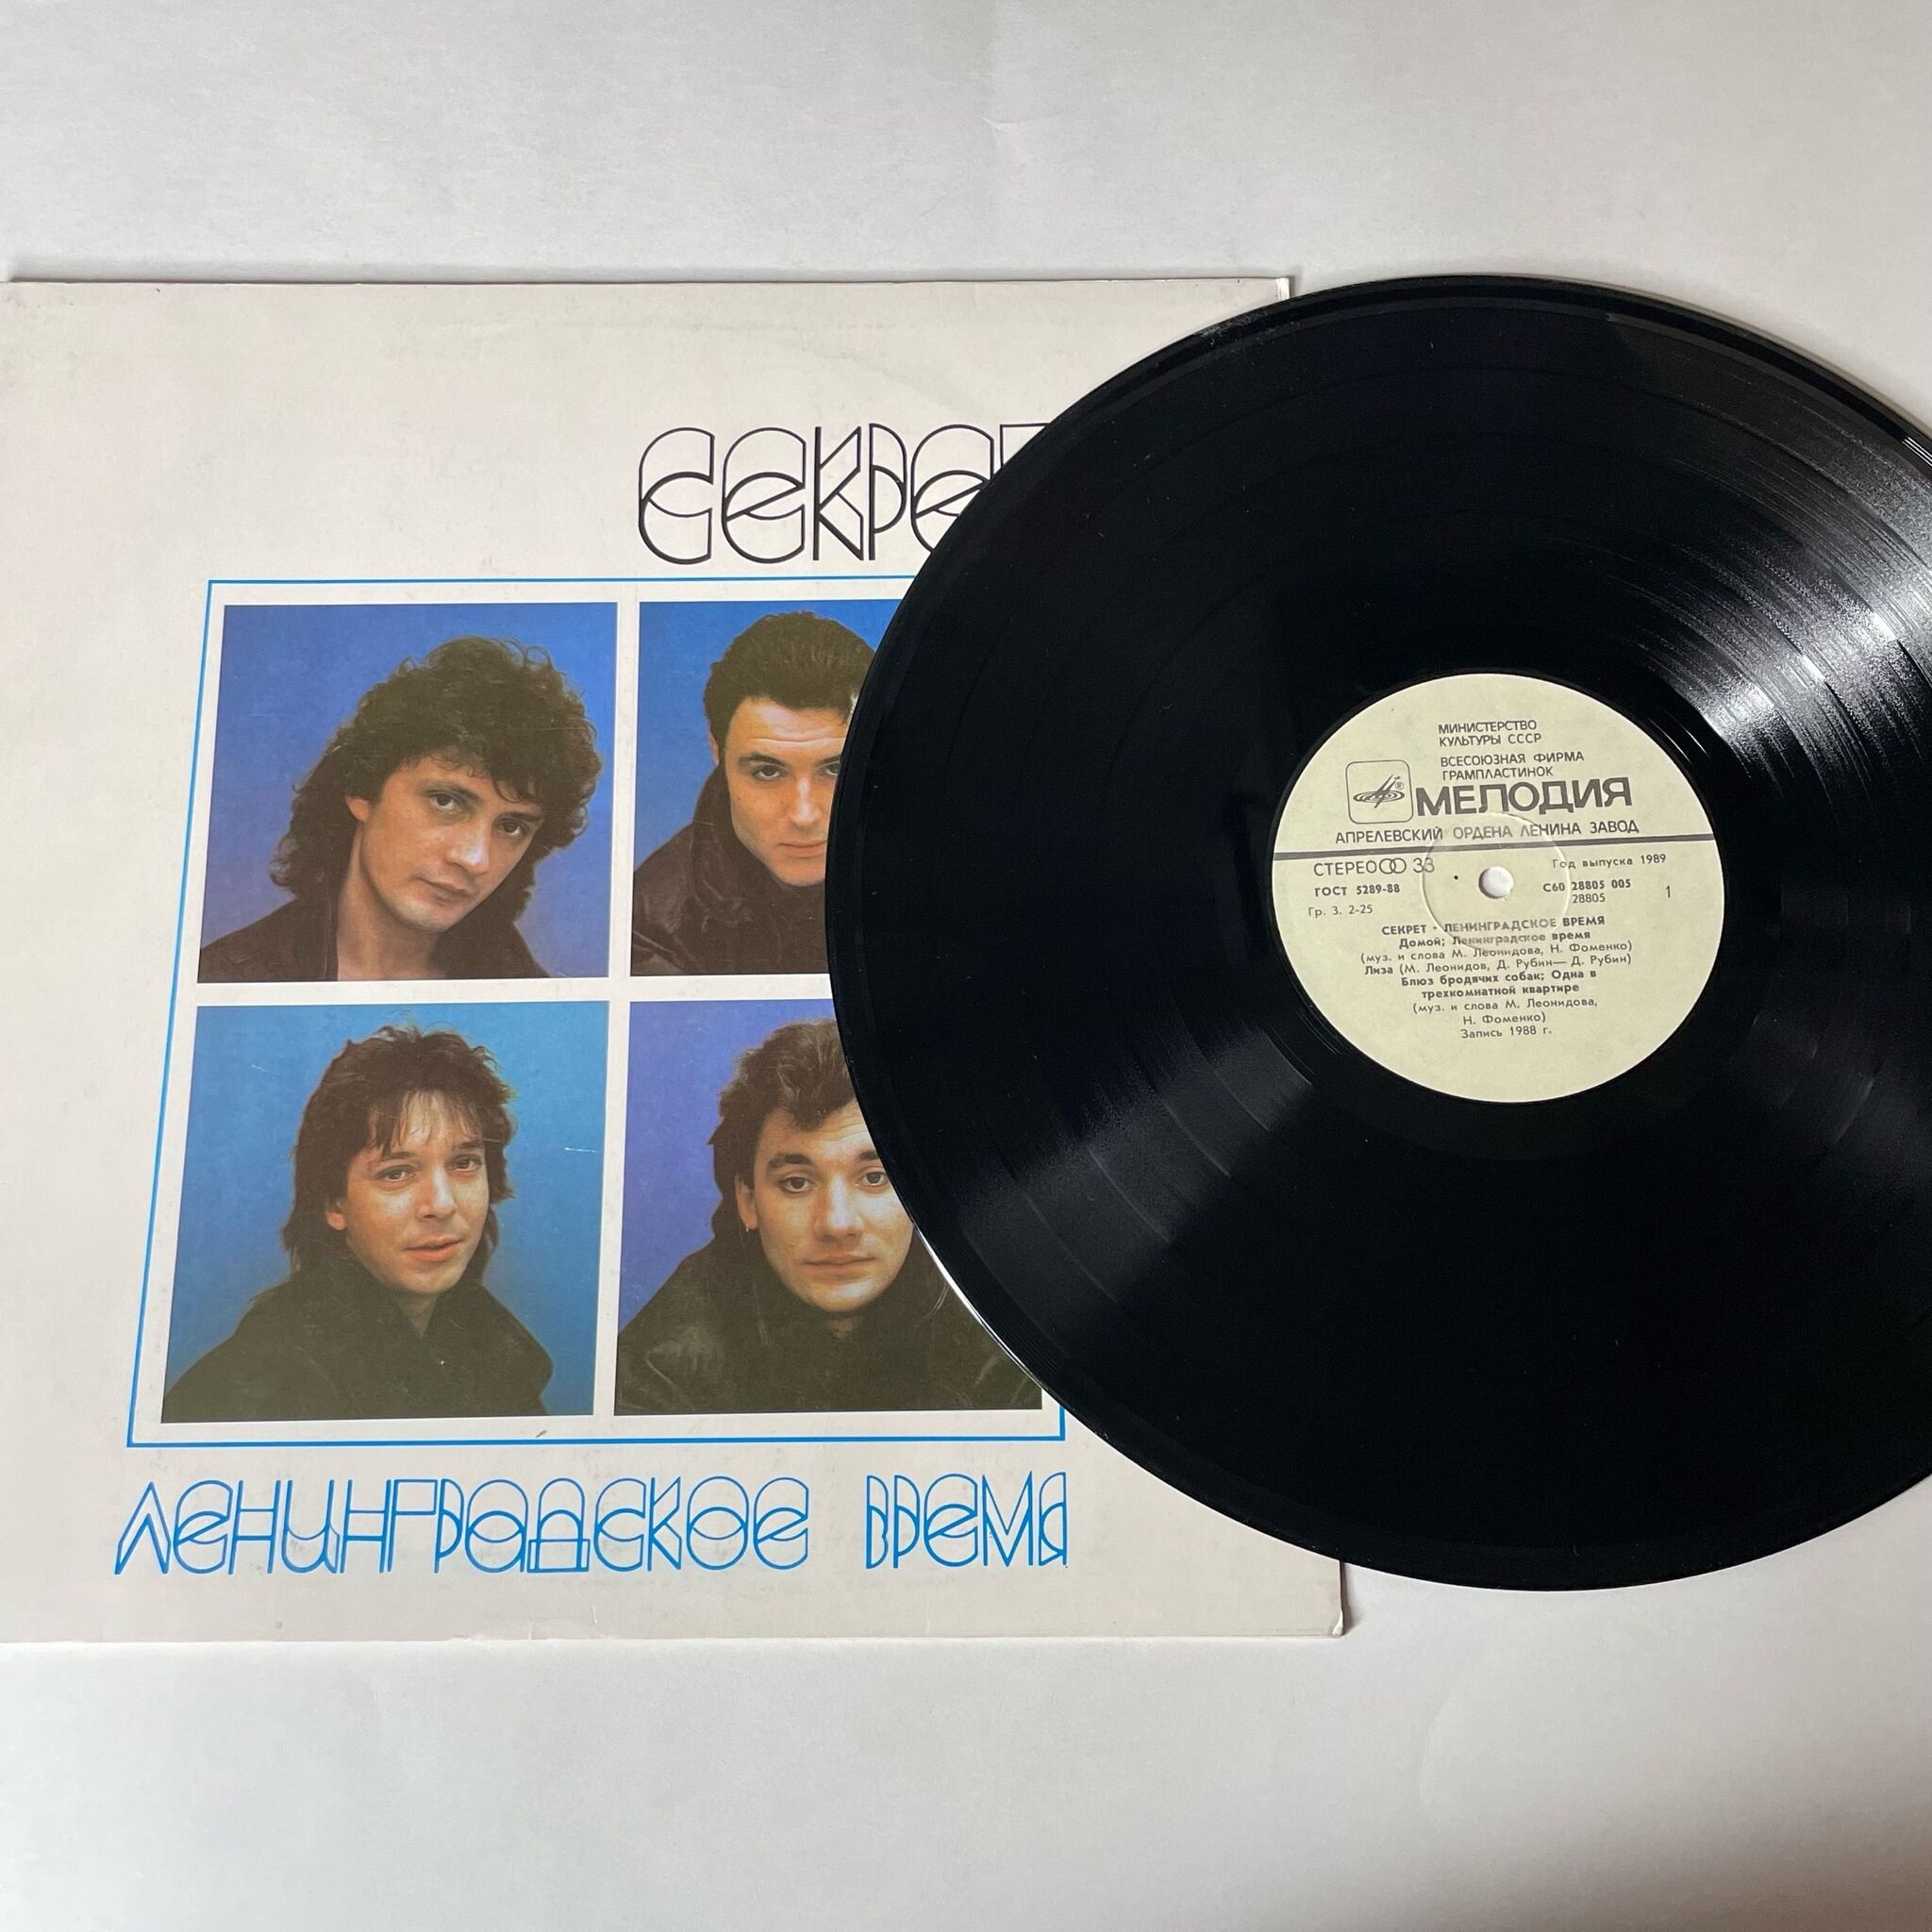 СЕКРЕТ
ЛЕНИНГРАДСКОЕ ВРЕМЯ
МИНИСТЕРСТВО
КУЛЬТУРЫ СССР
ВСЕСОЮЗНАЯ ФИРМА
ГРАМПЛАСТИНОК
МЕЛОДИЯ
АПРЕЛЕВСКИЙ ОРДЕНА ЛЕНИНА ЗАВОД
СТЕРЕО 33
Год выпуска 1989
ГОСТ 5289-88
С60 28805 005
28805
1
Гр. 3. 2-25
СЕКРЕТ • ЛЕНИНГРАДСКОЕ ВРЕМЯ
Домой; Ленинградское время
(муз. и слова М. Леонидова, Н. Фоменко)
Лиза (М. Леонидов, Д. Рубин— Д. Рубин)
Блюз бродячих собак; Одна в
трехкомнатной квартире
(муз. и слова М. Леонидова,
Н. Фоменко)
Запись 1988 г.